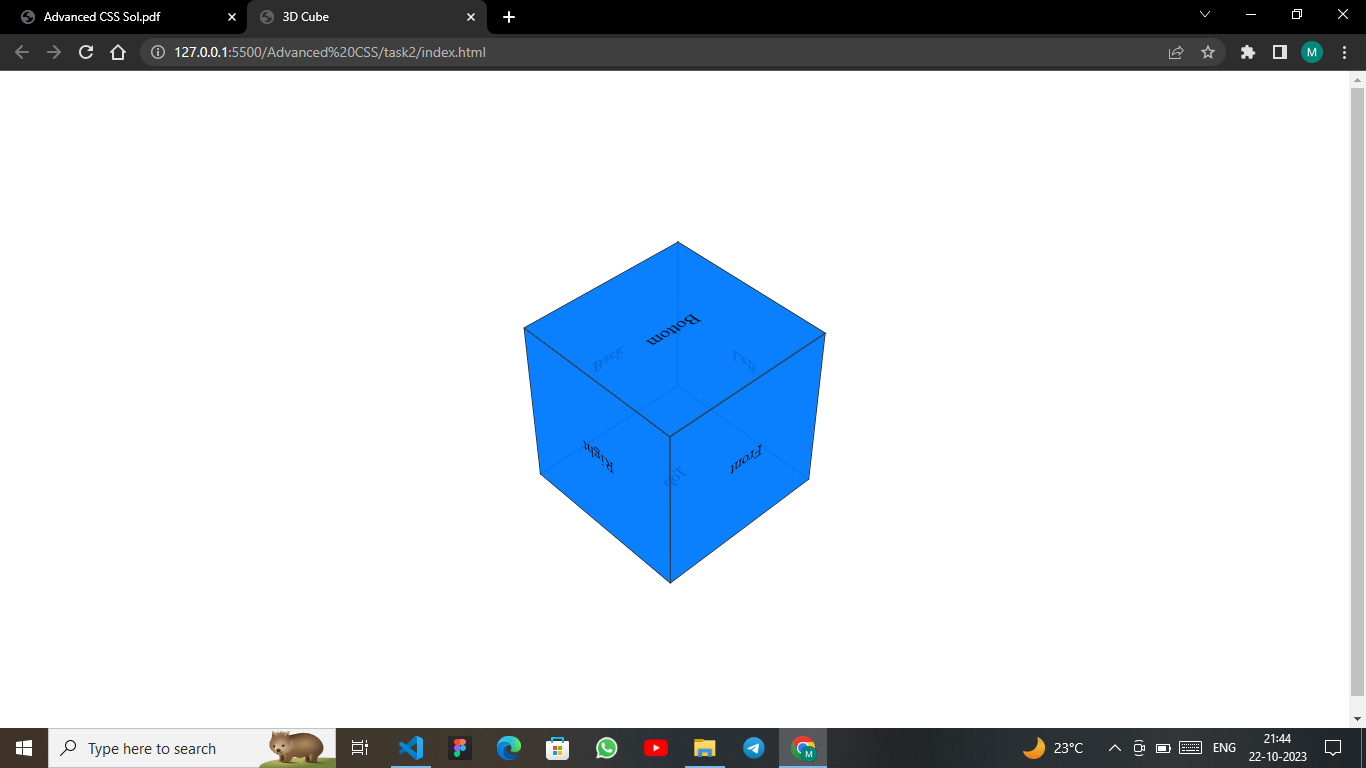 Advanced CSS Sol.pdf
3D Cube
127.0.0.1:5500/Advanced%20CSS/task2/index.html
M
Bottom
Back
Left
Right
Front
Top
Type here to search
M
23°C
ENG
21:44
22-10-2023